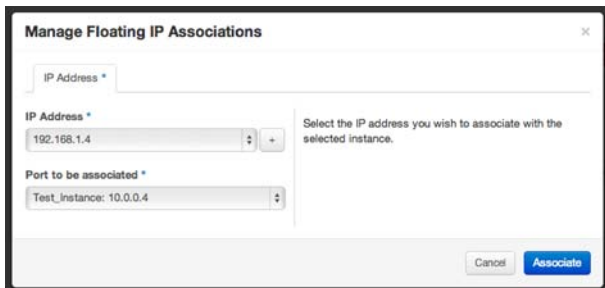 Manage Floating IP Associations
×
IP Address *
IP Address *
192.168.1.4
+
Select the IP address you wish to associate with the
selected instance.
Port to be associated *
Test_Instance: 10.0.0.4
Cancel
Associate